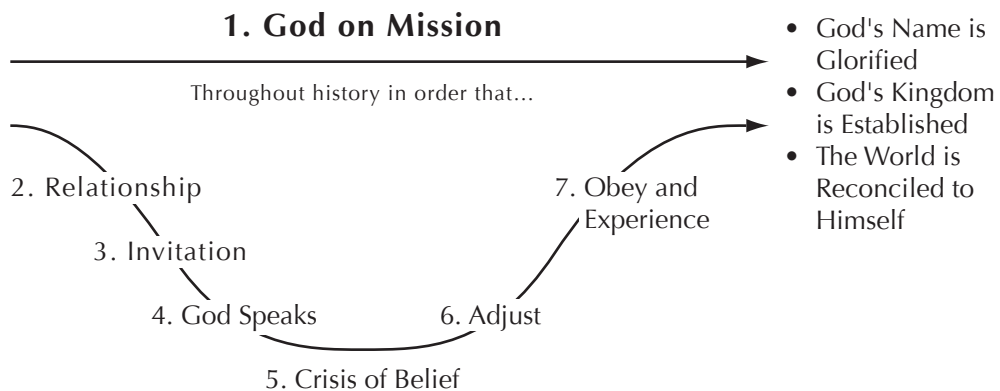 1. God on Mission
Throughout history in order that...
• God's Name is
Glorified
• God's Kingdom
is Established
• The World is
Reconciled to
Himself
2. Relationship
3. Invitation
4. God Speaks
5. Crisis of Belief
6. Adjust
7. Obey and
Experience